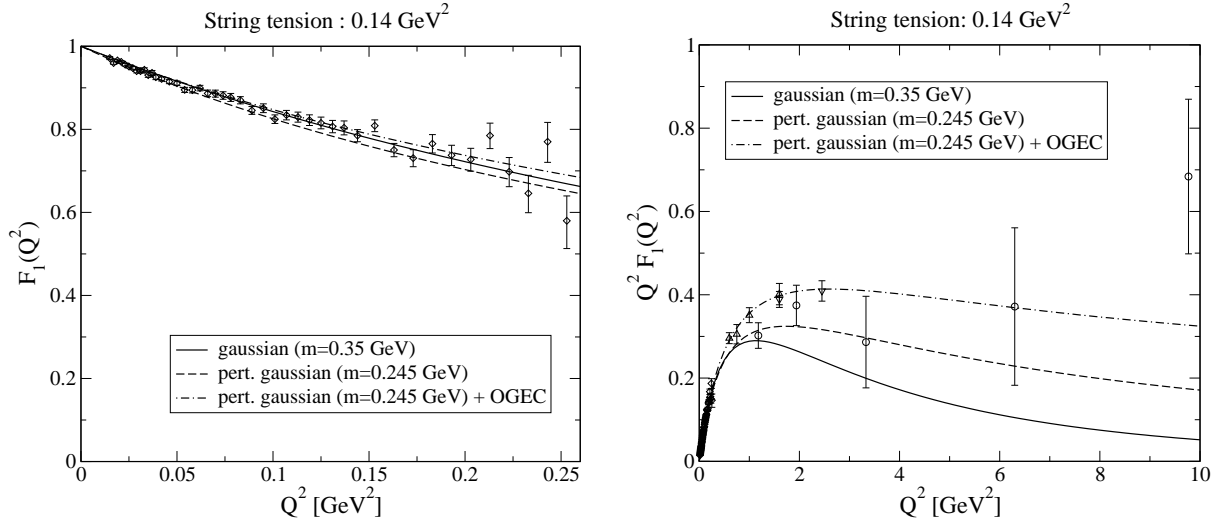 String tension : 0.14 GeV²
1
0.8
0.6
0.4
0.2
0
F₁(Q²)
gaussian (m=0.35 GeV)
pert. gaussian (m=0.245 GeV)
pert. gaussian (m=0.245 GeV) + OGEC
0
0.05
0.1
0.15
0.2
0.25
Q² [GeV²]
String tension: 0.14 GeV²
1
0.8
0.6
0.4
0.2
0
Q² F₁(Q²)
gaussian (m=0.35 GeV)
pert. gaussian (m=0.245 GeV)
pert. gaussian (m=0.245 GeV) + OGEC
0
2
4
6
8
10
Q² [GeV²]